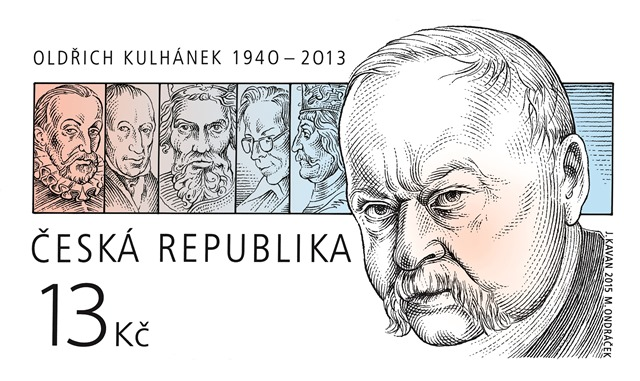 OLDŘICH KULHÁNEK 1940 – 2013
ČESKÁ REPUBLIKA
13 Kč
J. KAVAN 2015 M. ONDRÁČEK